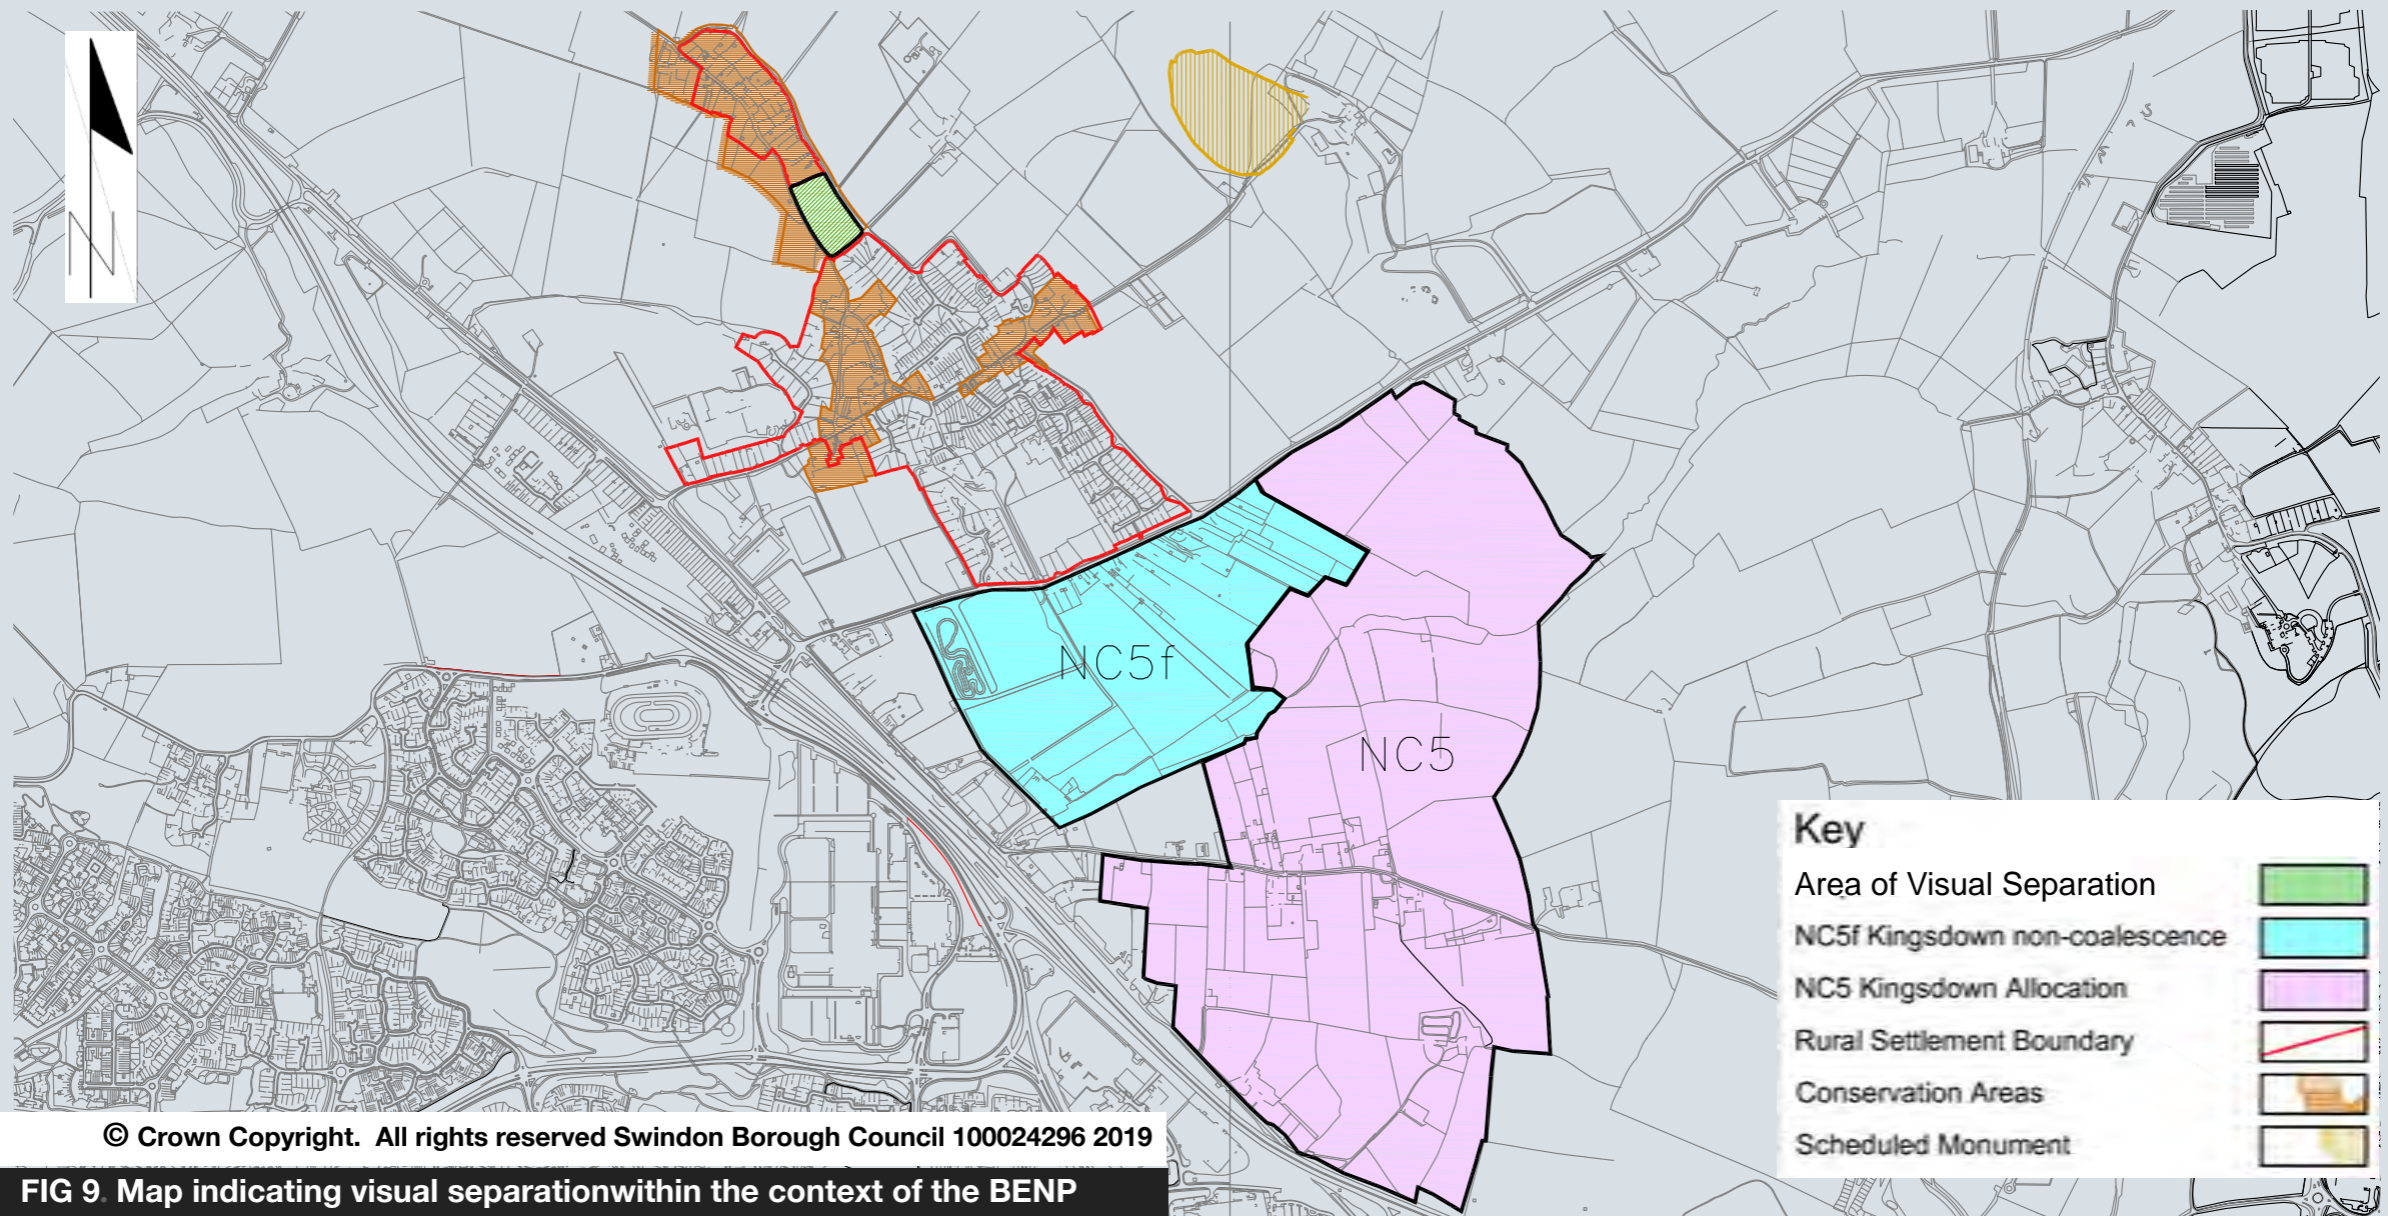 N
NC5f
NC5
Key
Area of Visual Separation
NC5f Kingsdown non-coalescence
NC5 Kingsdown Allocation
Rural Settlement Boundary
Conservation Areas
Scheduled Monument
© Crown Copyright. All rights reserved Swindon Borough Council 100024296 2019
FIG 9. Map indicating visual separationwithin the context of the BENP